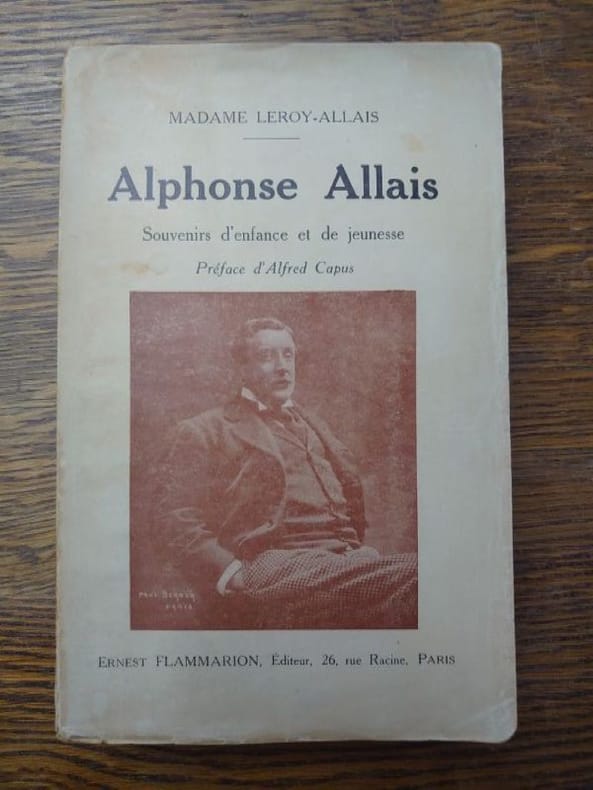 MADAME LEROY-ALLAIS
Alphonse Allais
Souvenirs d'enfance et de jeunesse
Préface d'Alfred Capus
PAUL
PARIS
ERNEST FLAMMARION, Éditeur, 26, rue Racine, PARIS